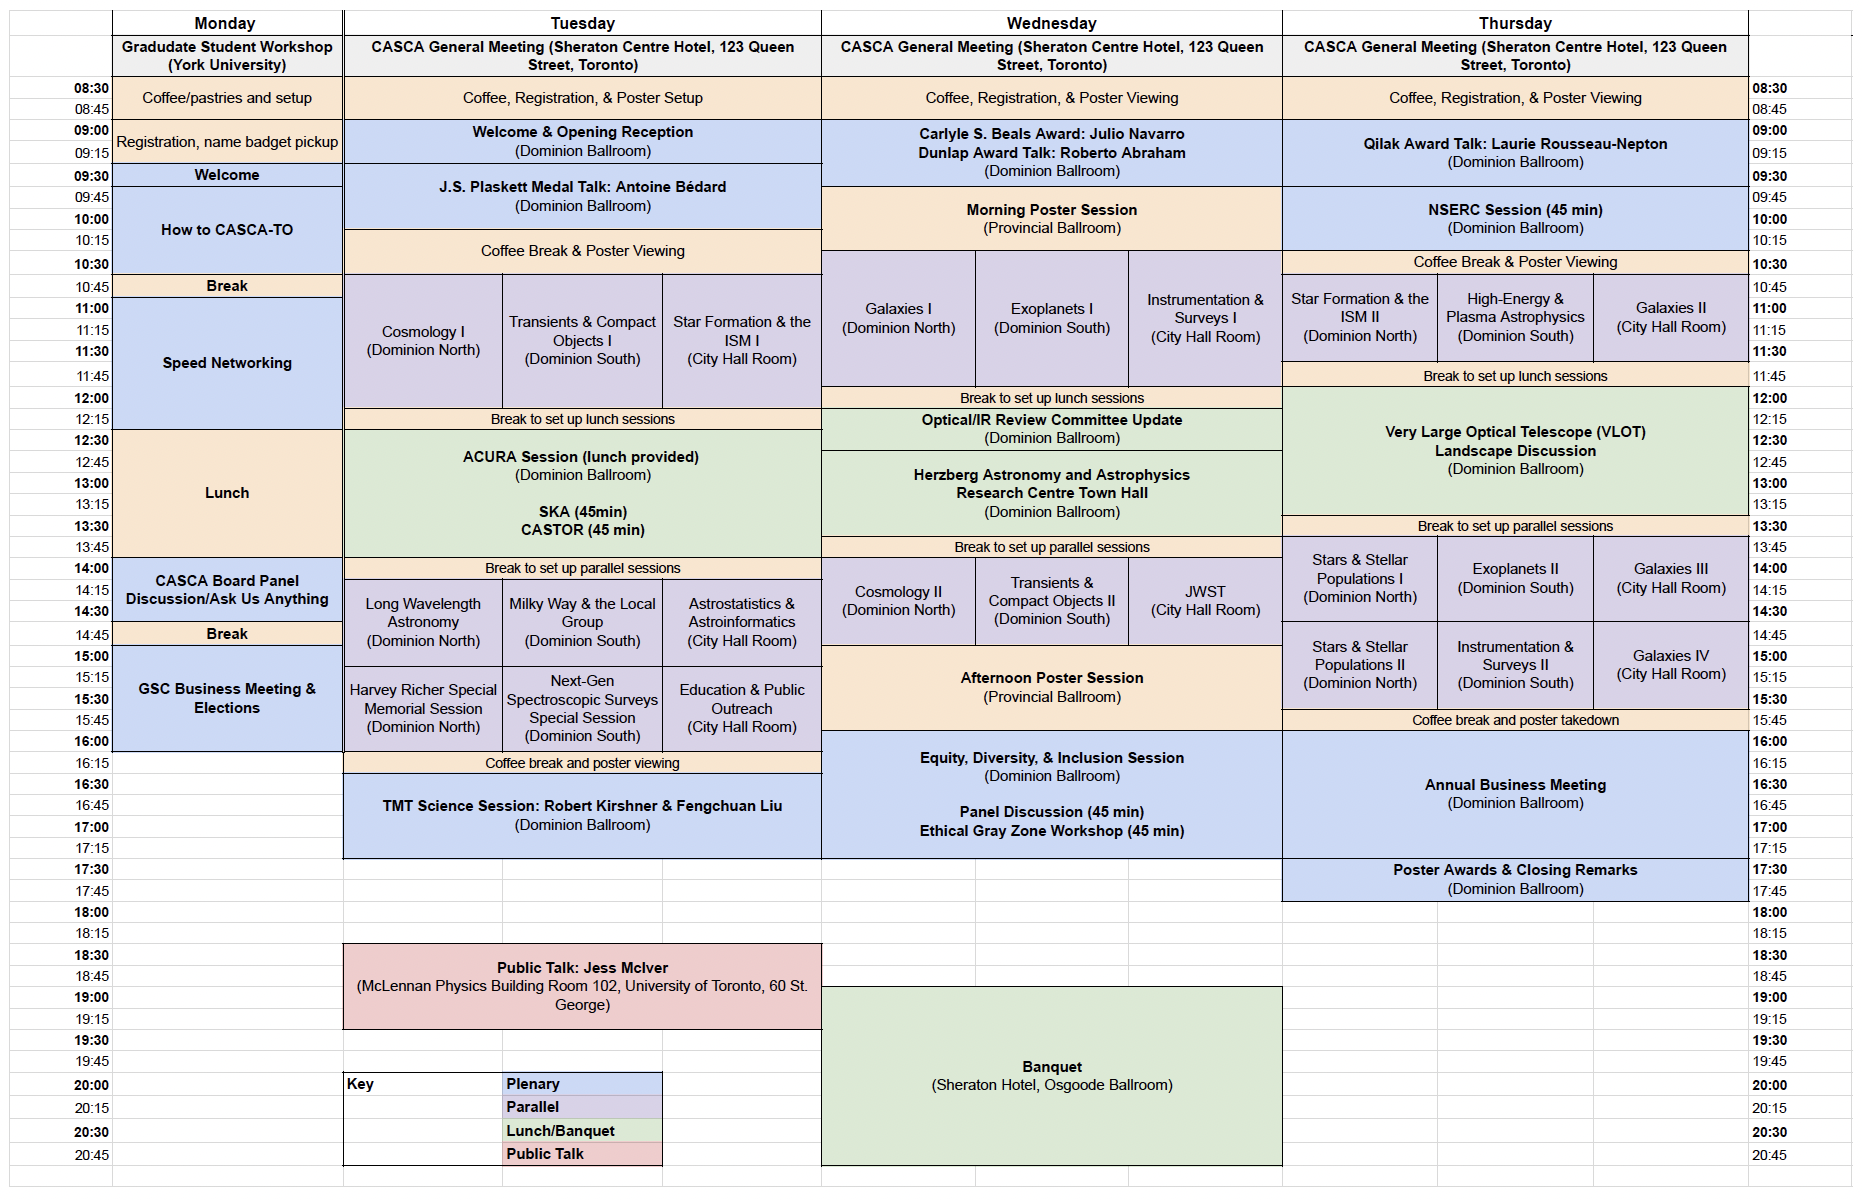 Monday
Tuesday
Wednesday
Thursday
Gradudate Student Workshop
(York University)
CASCA General Meeting (Sheraton Centre Hotel, 123 Queen
Street, Toronto)
CASCA General Meeting (Sheraton Centre Hotel, 123 Queen
Street, Toronto)
CASCA General Meeting (Sheraton Centre Hotel, 123 Queen
Street, Toronto)
08:30
08:45
09:00
09:15
09:30
09:45
10:00
10:15
10:30
10:45
11:00
11:15
11:30
11:45
12:00
12:15
12:30
12:45
13:00
13:15
13:30
13:45
14:00
14:15
14:30
14:45
15:00
15:15
15:30
15:45
16:00
16:15
16:30
16:45
17:00
17:15
17:30
17:45
18:00
18:15
18:30
18:45
19:00
19:15
19:30
19:45
20:00
20:15
20:30
20:45
Coffee/pastries and setup
Registration, name badget pickup
Welcome
How to CASCA-TO
Break
Speed Networking
Lunch
CASCA Board Panel
Discussion/Ask Us Anything
Break
GSC Business Meeting &
Elections
Coffee, Registration, & Poster Setup
Welcome & Opening Reception
(Dominion Ballroom)
J.S. Plaskett Medal Talk: Antoine Bédard
(Dominion Ballroom)
Coffee Break & Poster Viewing
Cosmology I
(Dominion North)
Transients & Compact
Objects I
(Dominion South)
Star Formation & the
ISM I
(City Hall Room)
Break to set up lunch sessions
ACURA Session (lunch provided)
(Dominion Ballroom)
SKA (45min)
CASTOR (45 min)
Break to set up parallel sessions
Long Wavelength
Astronomy
(Dominion North)
Milky Way & the Local
Group
(Dominion South)
Astrostatistics &
Astroinformatics
(City Hall Room)
Harvey Richer Special
Memorial Session
(Dominion North)
Next-Gen
Spectroscopic Surveys
Special Session
(Dominion South)
Education & Public
Outreach
(City Hall Room)
Coffee break and poster viewing
TMT Science Session: Robert Kirshner & Fengchuan Liu
(Dominion Ballroom)
Public Talk: Jess McIver
(McLennan Physics Building Room 102, University of Toronto, 60 St.
George)
Key
Plenary
Parallel
Lunch/Banquet
Public Talk
Coffee, Registration, & Poster Viewing
Carlyle S. Beals Award: Julio Navarro
Dunlap Award Talk: Roberto Abraham
(Dominion Ballroom)
Morning Poster Session
(Provincial Ballroom)
Galaxies I
(Dominion North)
Exoplanets I
(Dominion South)
Instrumentation &
Surveys I
(City Hall Room)
Break to set up lunch sessions
Optical/IR Review Committee Update
(Dominion Ballroom)
Herzberg Astronomy and Astrophysics
Research Centre Town Hall
(Dominion Ballroom)
Break to set up parallel sessions
Cosmology II
(Dominion North)
Transients &
Compact Objects II
(Dominion South)
JWST
(City Hall Room)
Afternoon Poster Session
(Provincial Ballroom)
Equity, Diversity, & Inclusion Session
(Dominion Ballroom)
Panel Discussion (45 min)
Ethical Gray Zone Workshop (45 min)
Banquet
(Sheraton Hotel, Osgoode Ballroom)
Coffee, Registration, & Poster Viewing
Qilak Award Talk: Laurie Rousseau-Nepton
(Dominion Ballroom)
NSERC Session (45 min)
(Dominion Ballroom)
Coffee Break & Poster Viewing
Star Formation & the
ISM II
(Dominion North)
High-Energy &
Plasma Astrophysics
(Dominion South)
Galaxies II
(City Hall Room)
Break to set up lunch sessions
Very Large Optical Telescope (VLOT)
Landscape Discussion
(Dominion Ballroom)
Break to set up parallel sessions
Stars & Stellar
Populations I
(Dominion North)
Exoplanets II
(Dominion South)
Galaxies III
(City Hall Room)
Stars & Stellar
Populations II
(Dominion North)
Instrumentation &
Surveys II
(Dominion South)
Galaxies IV
(City Hall Room)
Coffee break and poster takedown
Annual Business Meeting
(Dominion Ballroom)
Poster Awards & Closing Remarks
(Dominion Ballroom)
08:30
08:45
09:00
09:15
09:30
09:45
10:00
10:15
10:30
10:45
11:00
11:15
11:30
11:45
12:00
12:15
12:30
12:45
13:00
13:15
13:30
13:45
14:00
14:15
14:30
14:45
15:00
15:15
15:30
15:45
16:00
16:15
16:30
16:45
17:00
17:15
17:30
17:45
18:00
18:15
18:30
18:45
19:00
19:15
19:30
19:45
20:00
20:15
20:30
20:45